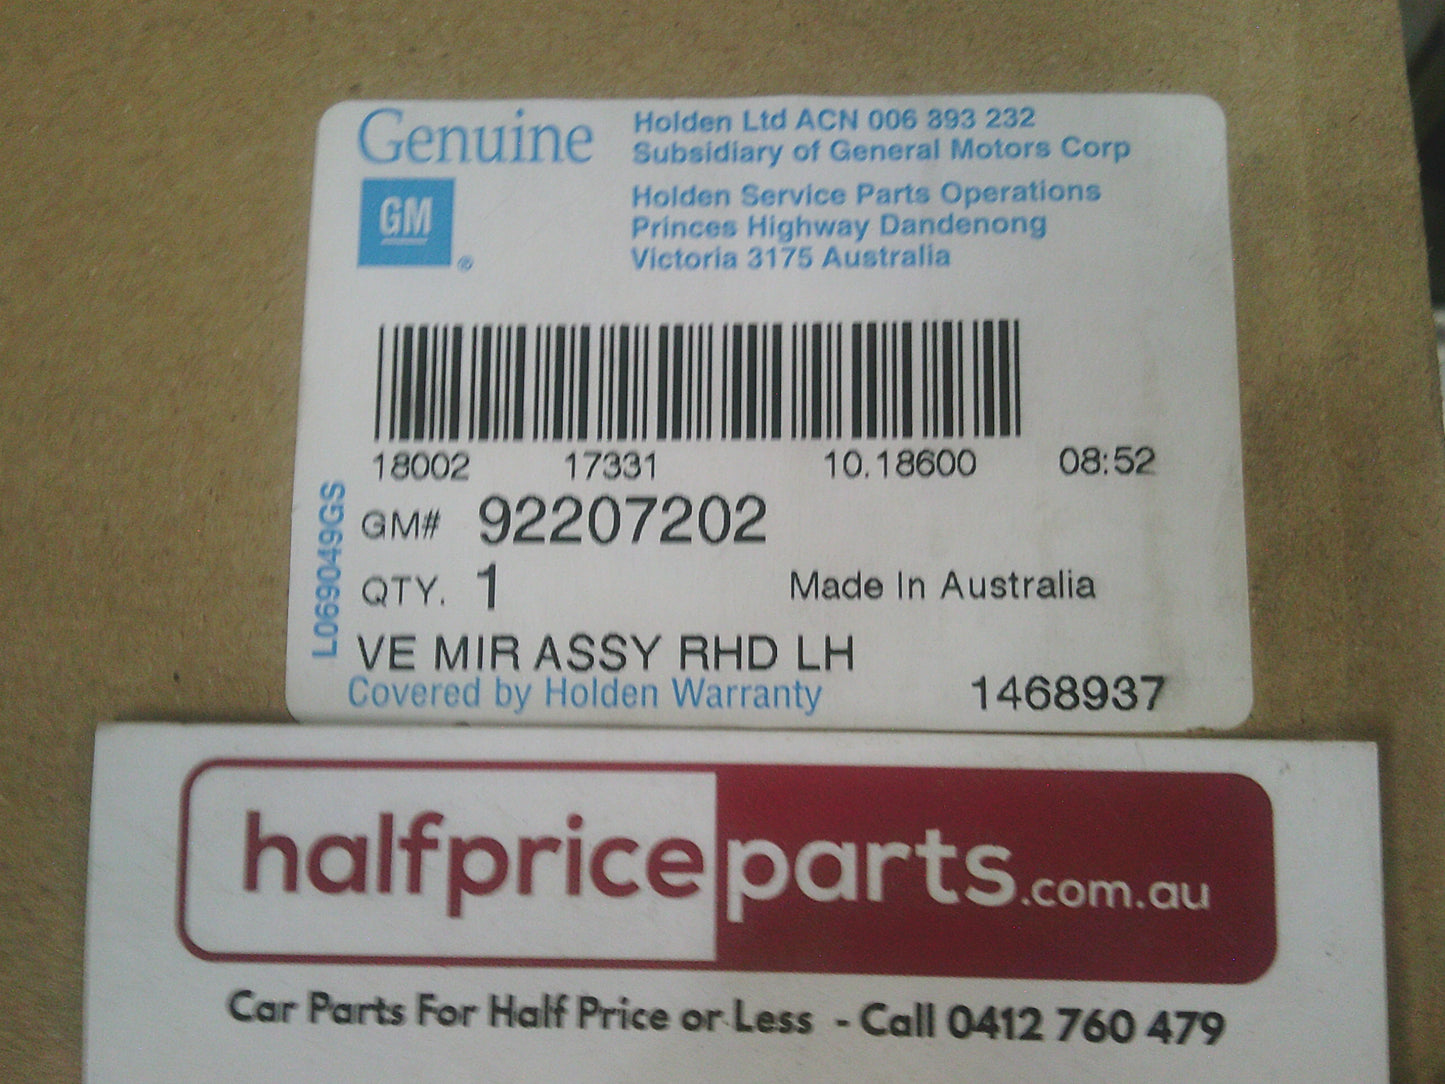 Genuine
GM
®
Holden Ltd ACN 006 893 232
Subsidiary of General Motors Corp
Holden Service Parts Operations
Princes Highway Dandenong
Victoria 3175 Australia
18002 17331 10.18600 08:52
L069049GS
GM# 92207202
QTY. 1 Made In Australia
VE MIR ASSY RHD LH
Covered by Holden Warranty 1468937
halfpriceparts.com.au
Car Parts For Half Price or Less - Call 0412 760 479